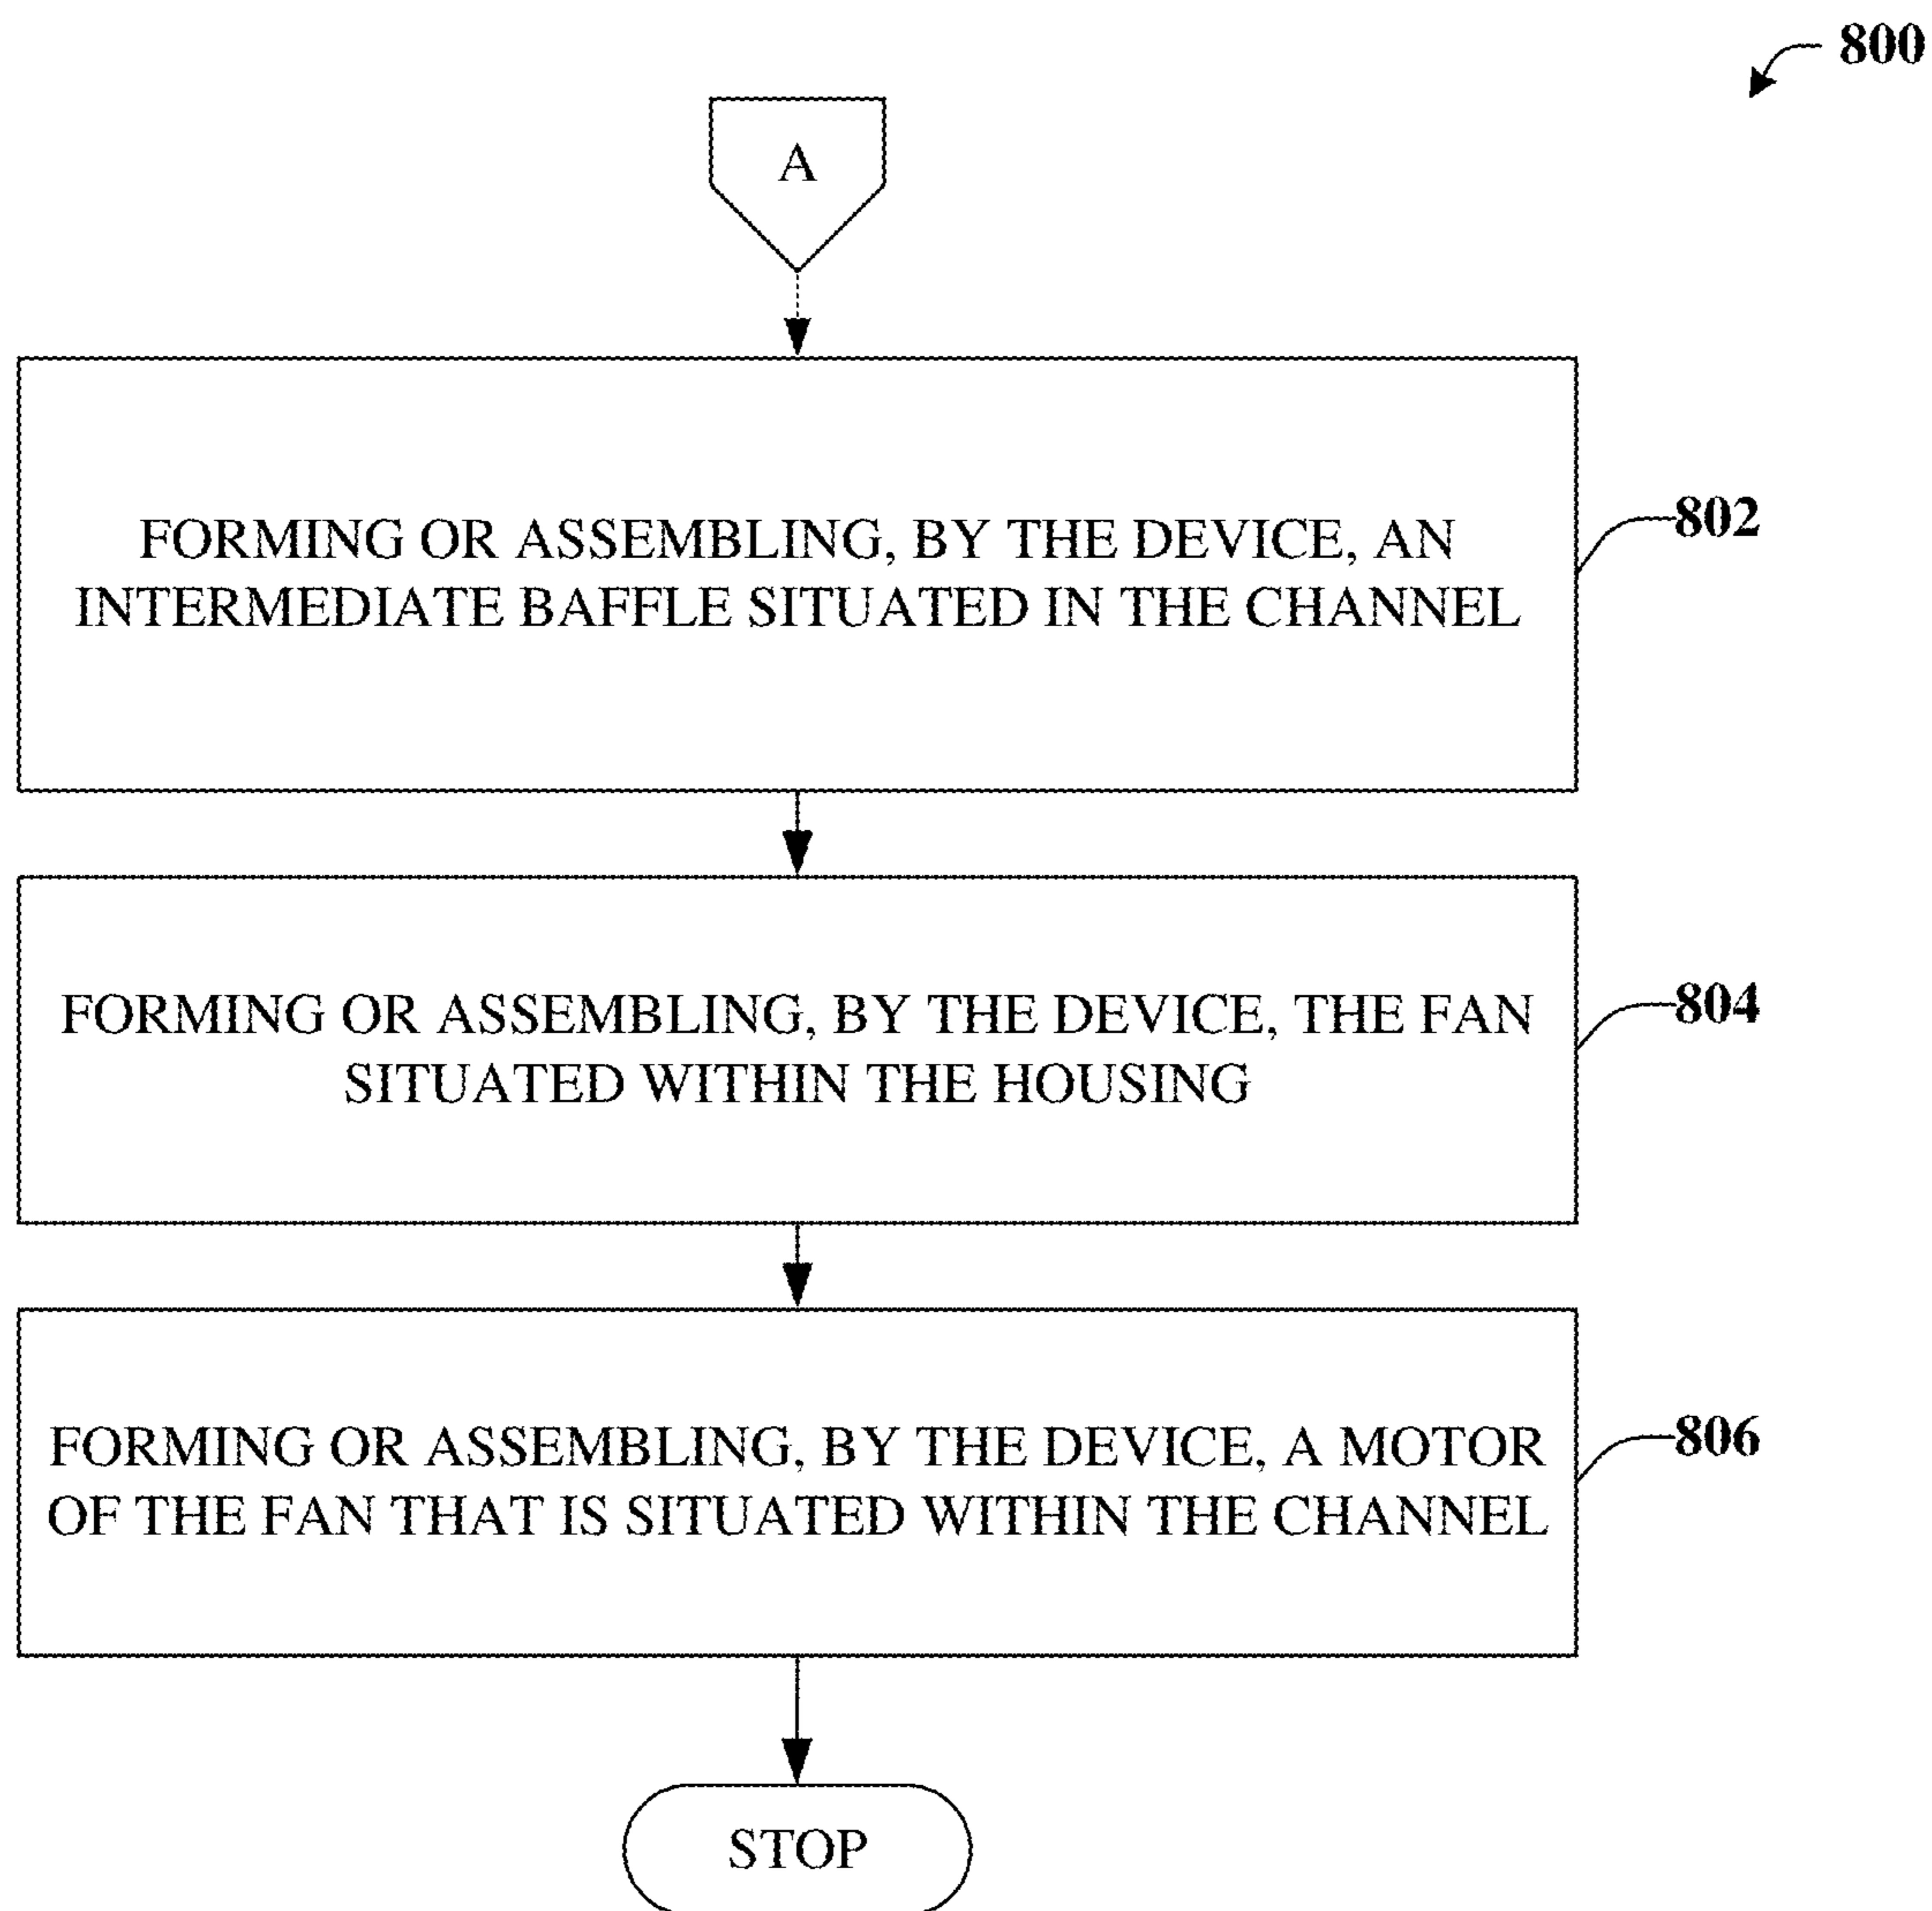 800
A
FORMING OR ASSEMBLING, BY THE DEVICE, AN
INTERMEDIATE BAFFLE SITUATED IN THE CHANNEL
802
FORMING OR ASSEMBLING, BY THE DEVICE, THE FAN
SITUATED WITHIN THE HOUSING
804
FORMING OR ASSEMBLING, BY THE DEVICE, A MOTOR
OF THE FAN THAT IS SITUATED WITHIN THE CHANNEL
806
STOP